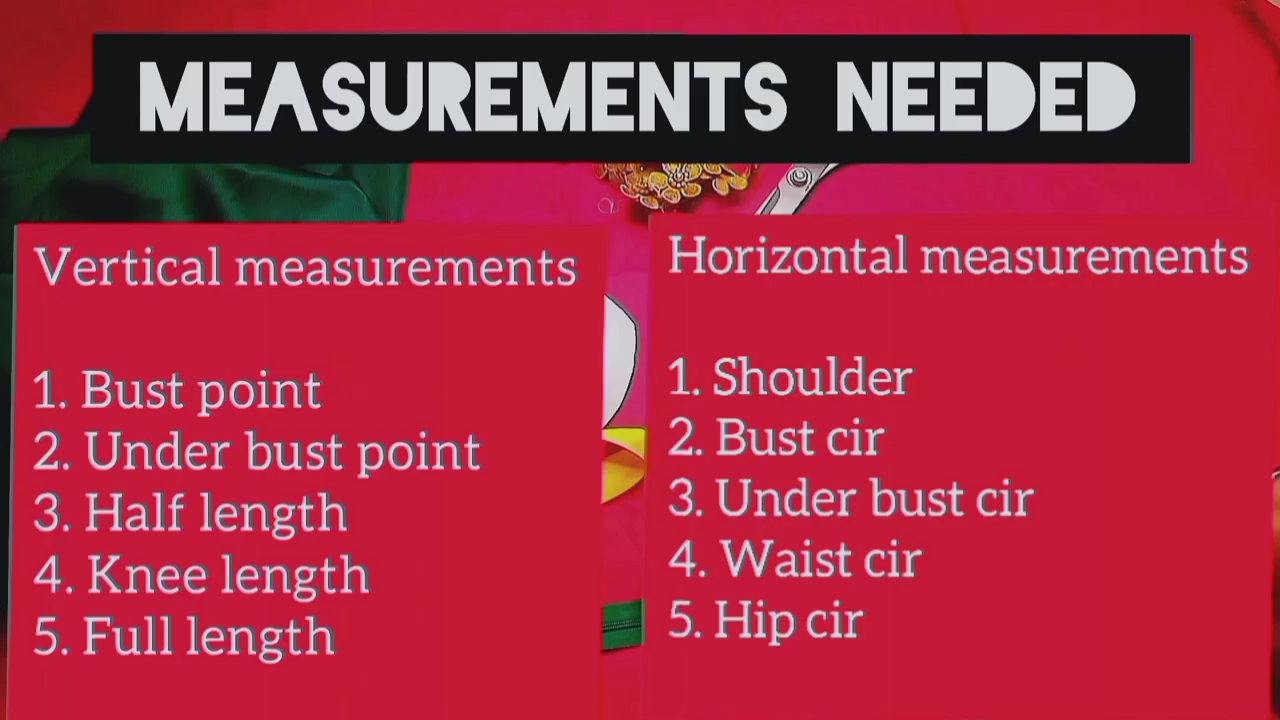 MEASUREMENTS NEEDED
Vertical measurements
1. Bust point
2. Under bust point
3. Half length
4. Knee length
5. Full length
Horizontal measurements
1. Shoulder
2. Bust cir
3. Under bust cir
4. Waist cir
5. Hip cir